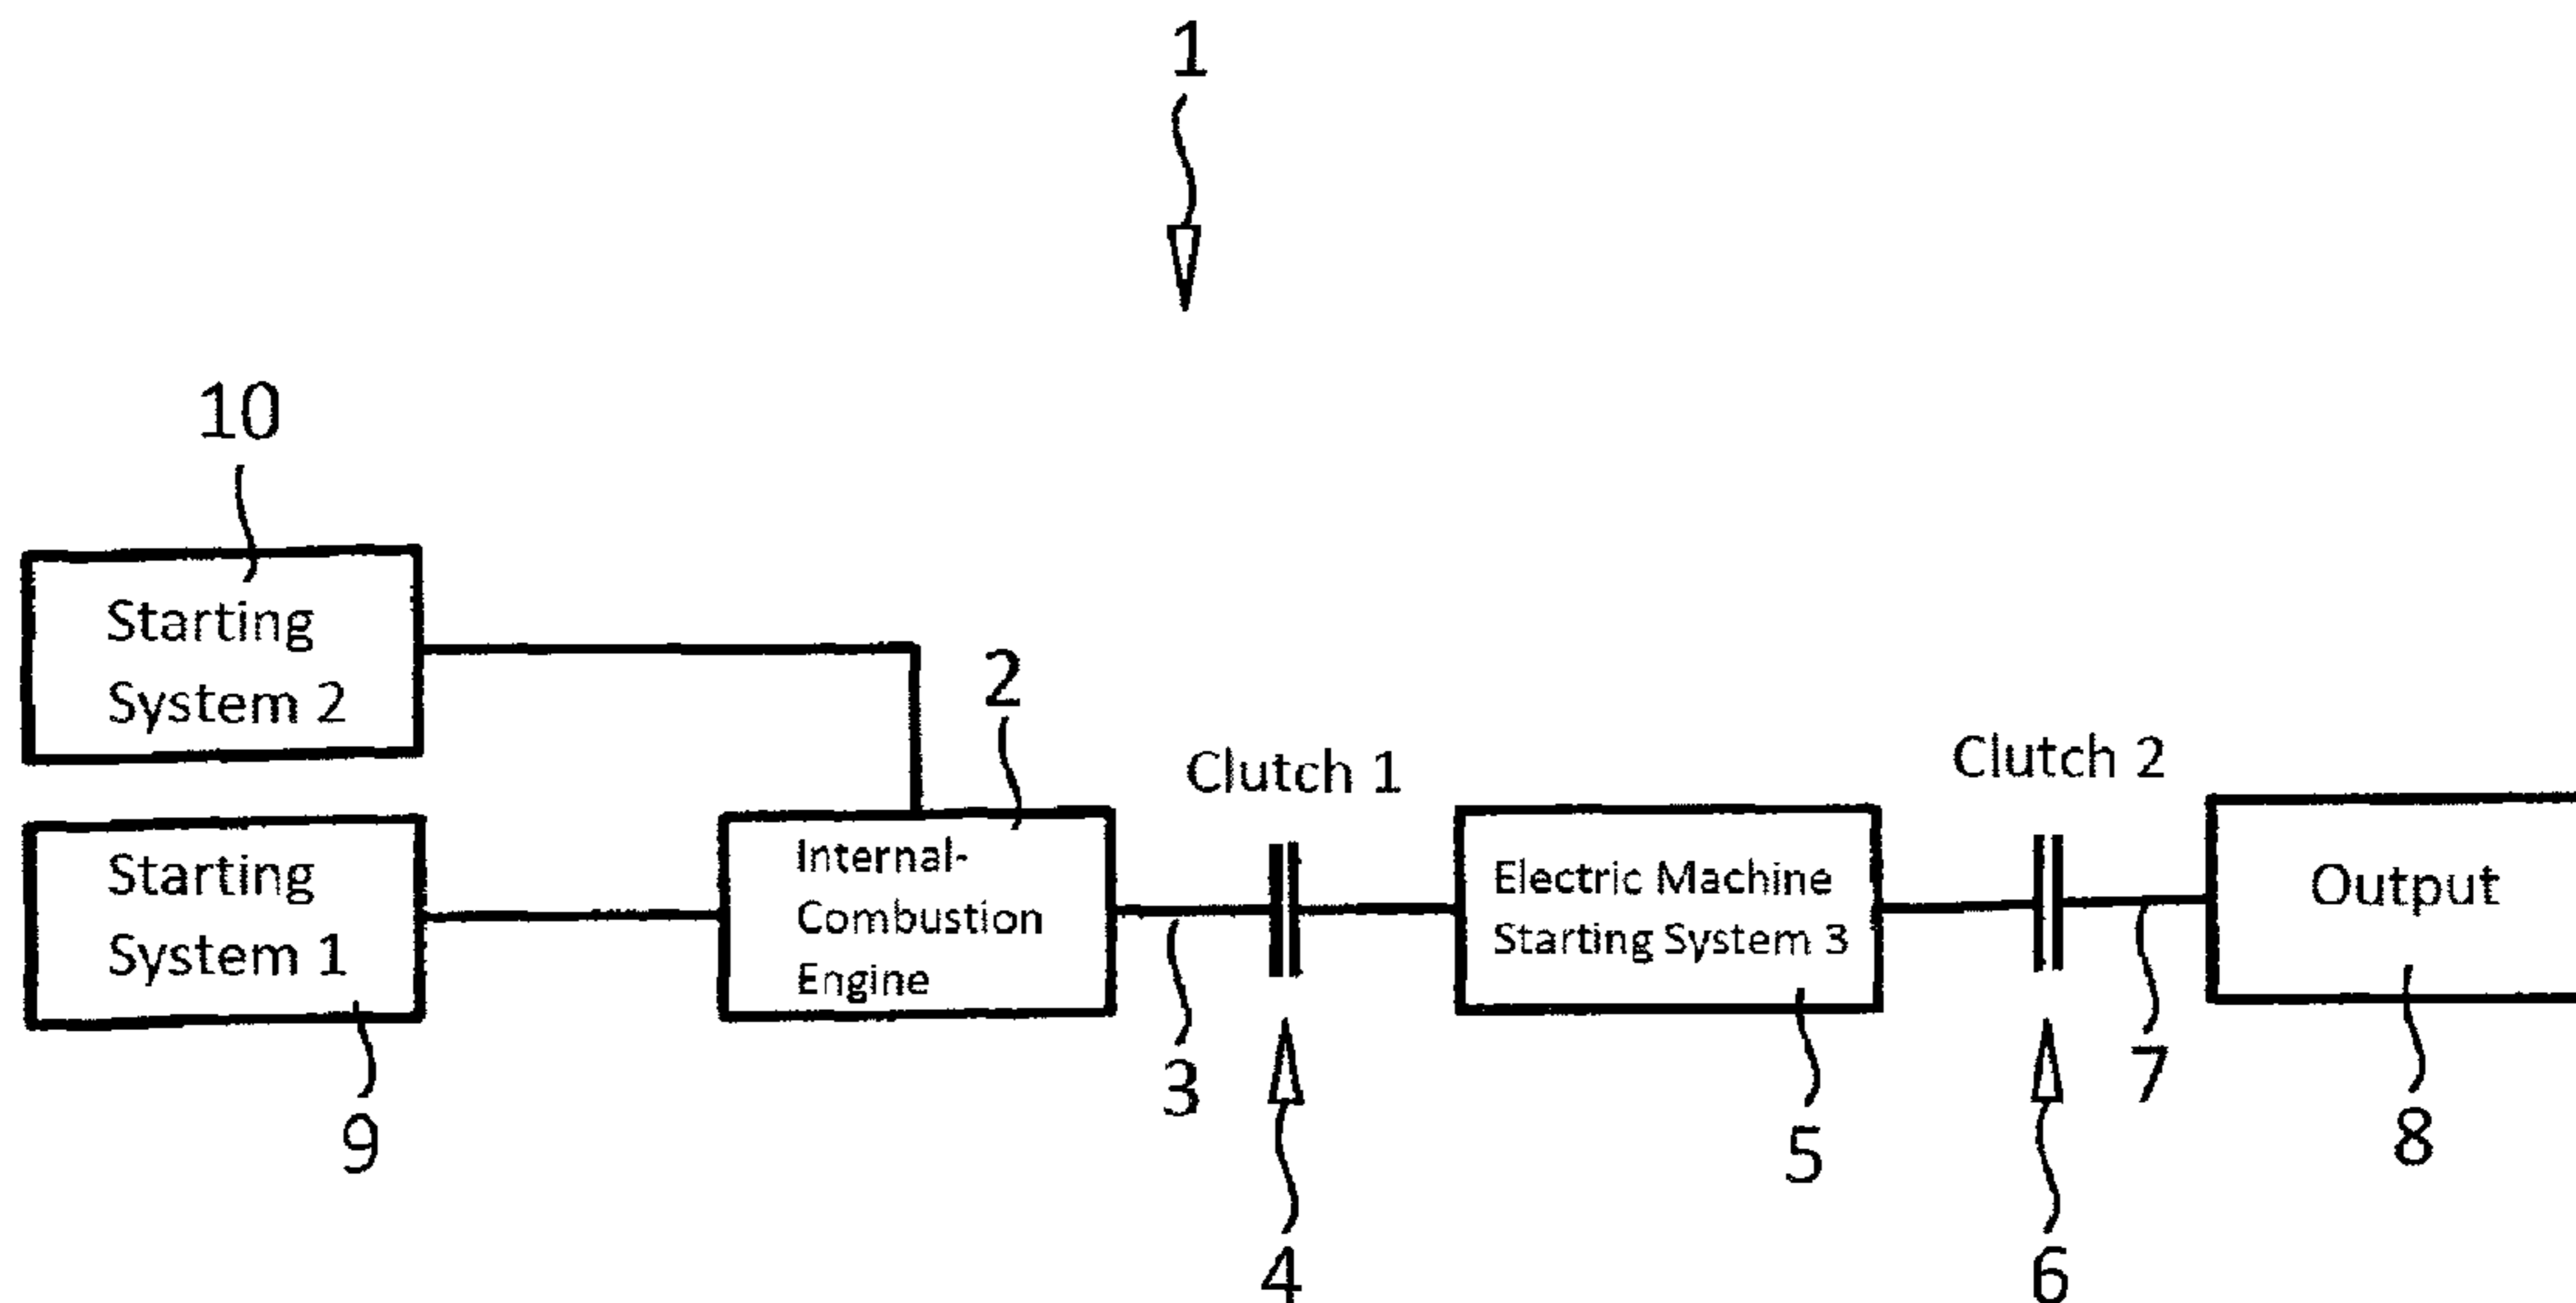 1
10
Starting
System 2
2
Clutch 1
Clutch 2
Starting
System 1
Internal-
Combustion
Engine
Electric Machine
Starting System 3
Output
3
7
9
5
8
4
6